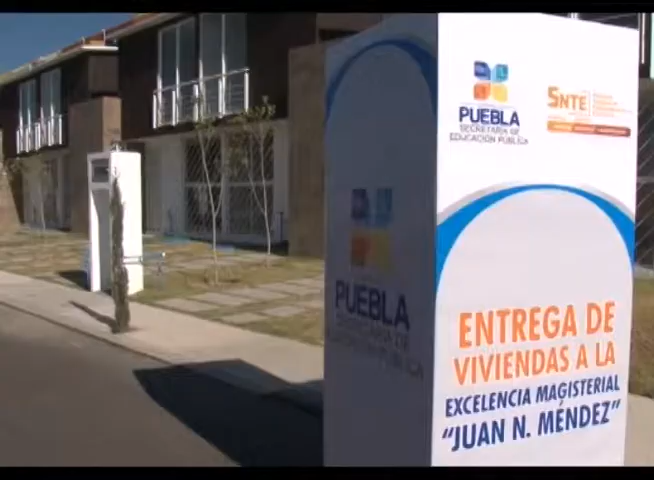 PUEBLA
SECRETARÍA DE
EDUCACIÓN PÚBLICA
SNTE
ENTREGA DE
VIVIENDAS A LA
EXCELENCIA MAGISTERIAL
“JUAN N. MÉNDEZ”
PUEBLA